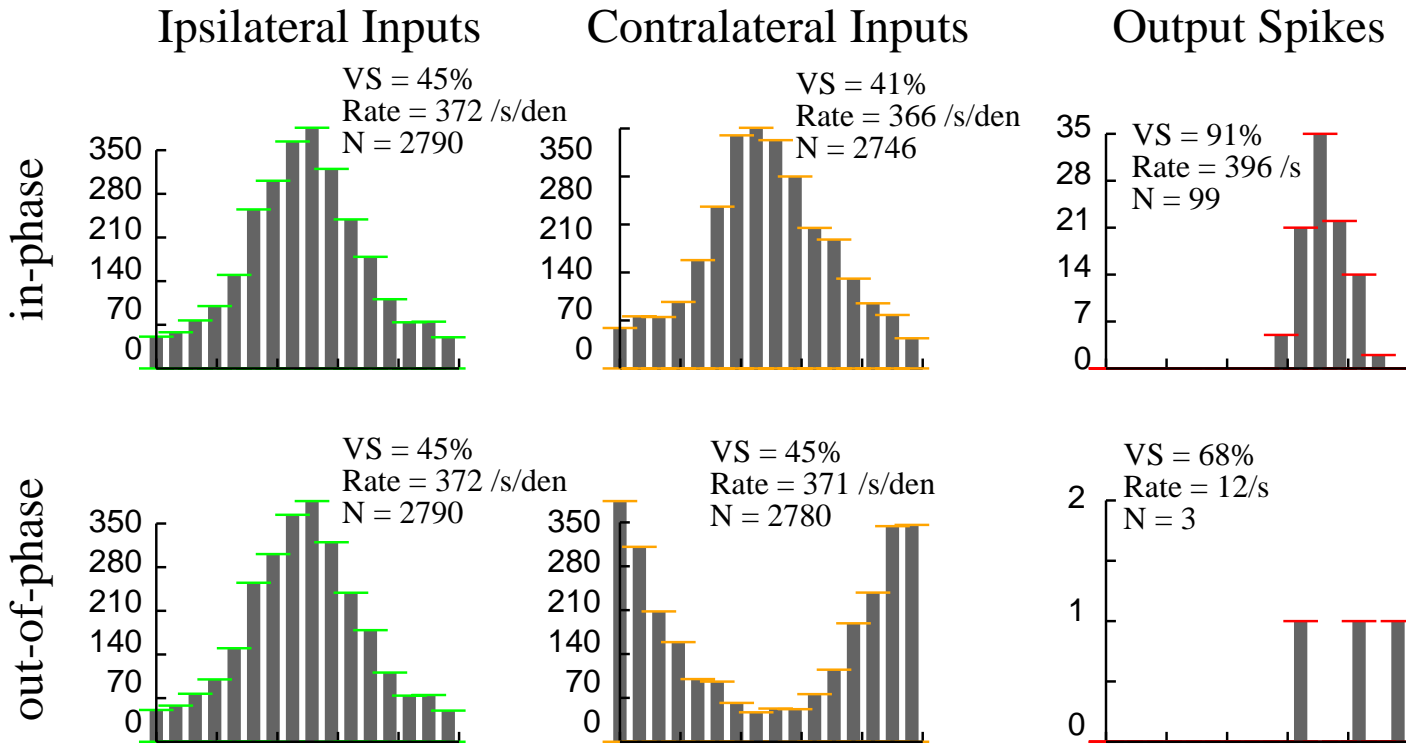 Ipsilateral Inputs
Contralateral Inputs
Output Spikes
in-phase
VS = 45%
Rate = 372 /s/den
N = 2790
350
280
210
140
70
0
VS = 41%
Rate = 366 /s/den
N = 2746
350
280
210
140
70
0
VS = 91%
Rate = 396 /s
N = 99
35
28
21
14
7
0
out-of-phase
VS = 45%
Rate = 372 /s/den
N = 2790
350
280
210
140
70
0
VS = 45%
Rate = 371 /s/den
N = 2780
350
280
210
140
70
0
VS = 68%
Rate = 12/s
N = 3
2
1
0